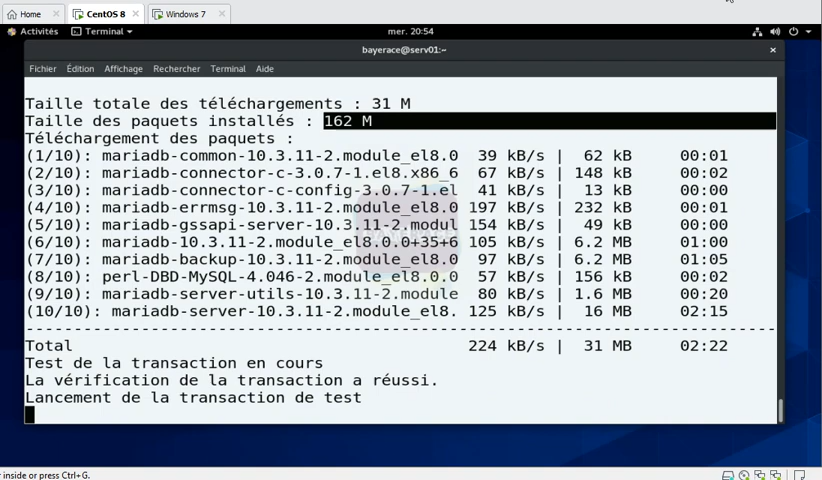 Home
CentOS 8
Windows 7
Activités
Terminal
mer. 20:54
bayerace@serv01:~
Fichier Édition Affichage Rechercher Terminal Aide
Taille totale des téléchargements : 31 M
Taille des paquets installés : 162 M
Téléchargement des paquets :
(1/10): mariadb-common-10.3.11-2.module_el8.0 39 kB/s | 62 kB 00:01
(2/10): mariadb-connector-c-3.0.7-1.el8.x86_6 67 kB/s | 148 kB 00:02
(3/10): mariadb-connector-c-config-3.0.7-1.el 41 kB/s | 13 kB 00:00
(4/10): mariadb-errmsg-10.3.11-2.module_el8.0 197 kB/s | 232 kB 00:01
(5/10): mariadb-gssapi-server-10.3.11-2.modul 154 kB/s | 49 kB 00:00
(6/10): mariadb-10.3.11-2.module_el8.0.0+35+6 105 kB/s | 6.2 MB 01:00
(7/10): mariadb-backup-10.3.11-2.module_el8.0 97 kB/s | 6.2 MB 01:05
(8/10): perl-DBD-MySQL-4.046-2.module_el8.0.0 57 kB/s | 156 kB 00:02
(9/10): mariadb-server-utils-10.3.11-2.module 80 kB/s | 1.6 MB 00:20
(10/10): mariadb-server-10.3.11-2.module_el8. 125 kB/s | 16 MB 02:15
--------------------------------------------------------------------------------
Total 224 kB/s | 31 MB 02:22
Test de la transaction en cours
La vérification de la transaction a réussi.
Lancement de la transaction de test
inside or press Ctrl+G.